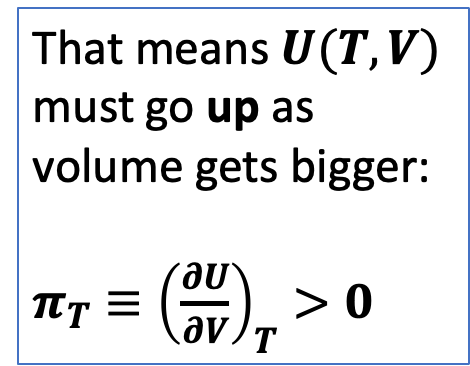 That means U(T,V)
must go up as
volume gets bigger:
π_T ≡ (∂U/∂V)_T > 0